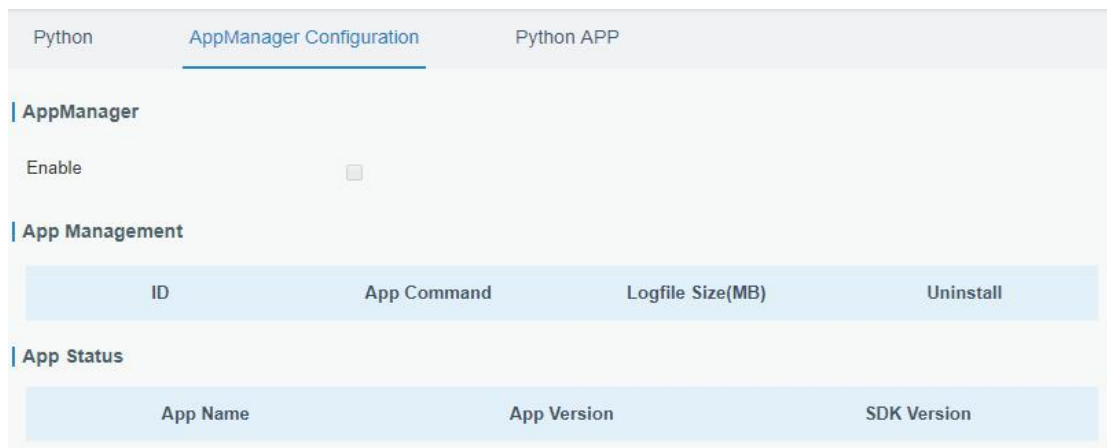 Python AppManager Configuration Python APP
AppManager
Enable
App Management
ID App Command Logfile Size(MB) Uninstall
App Status
App Name App Version SDK Version